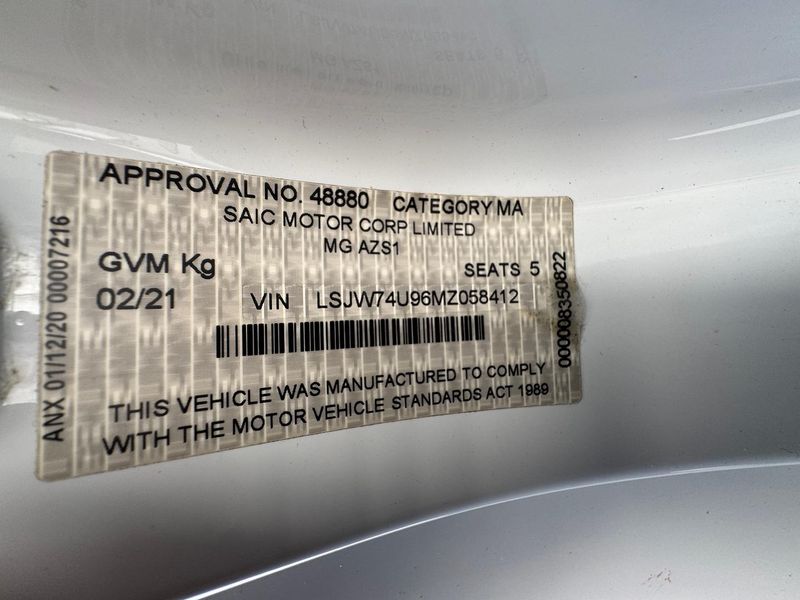 APPROVAL NO. 48880 CATEGORY MA
SAIC MOTOR CORP LIMITED
MG AZS1
GVM Kg SEATS 5
02/21 VIN LSJW74U96MZ058412
THIS VEHICLE WAS MANUFACTURED TO COMPLY
WITH THE MOTOR VEHICLE STANDARDS ACT 1989
ANX 01/12/20 00007216
000008350822